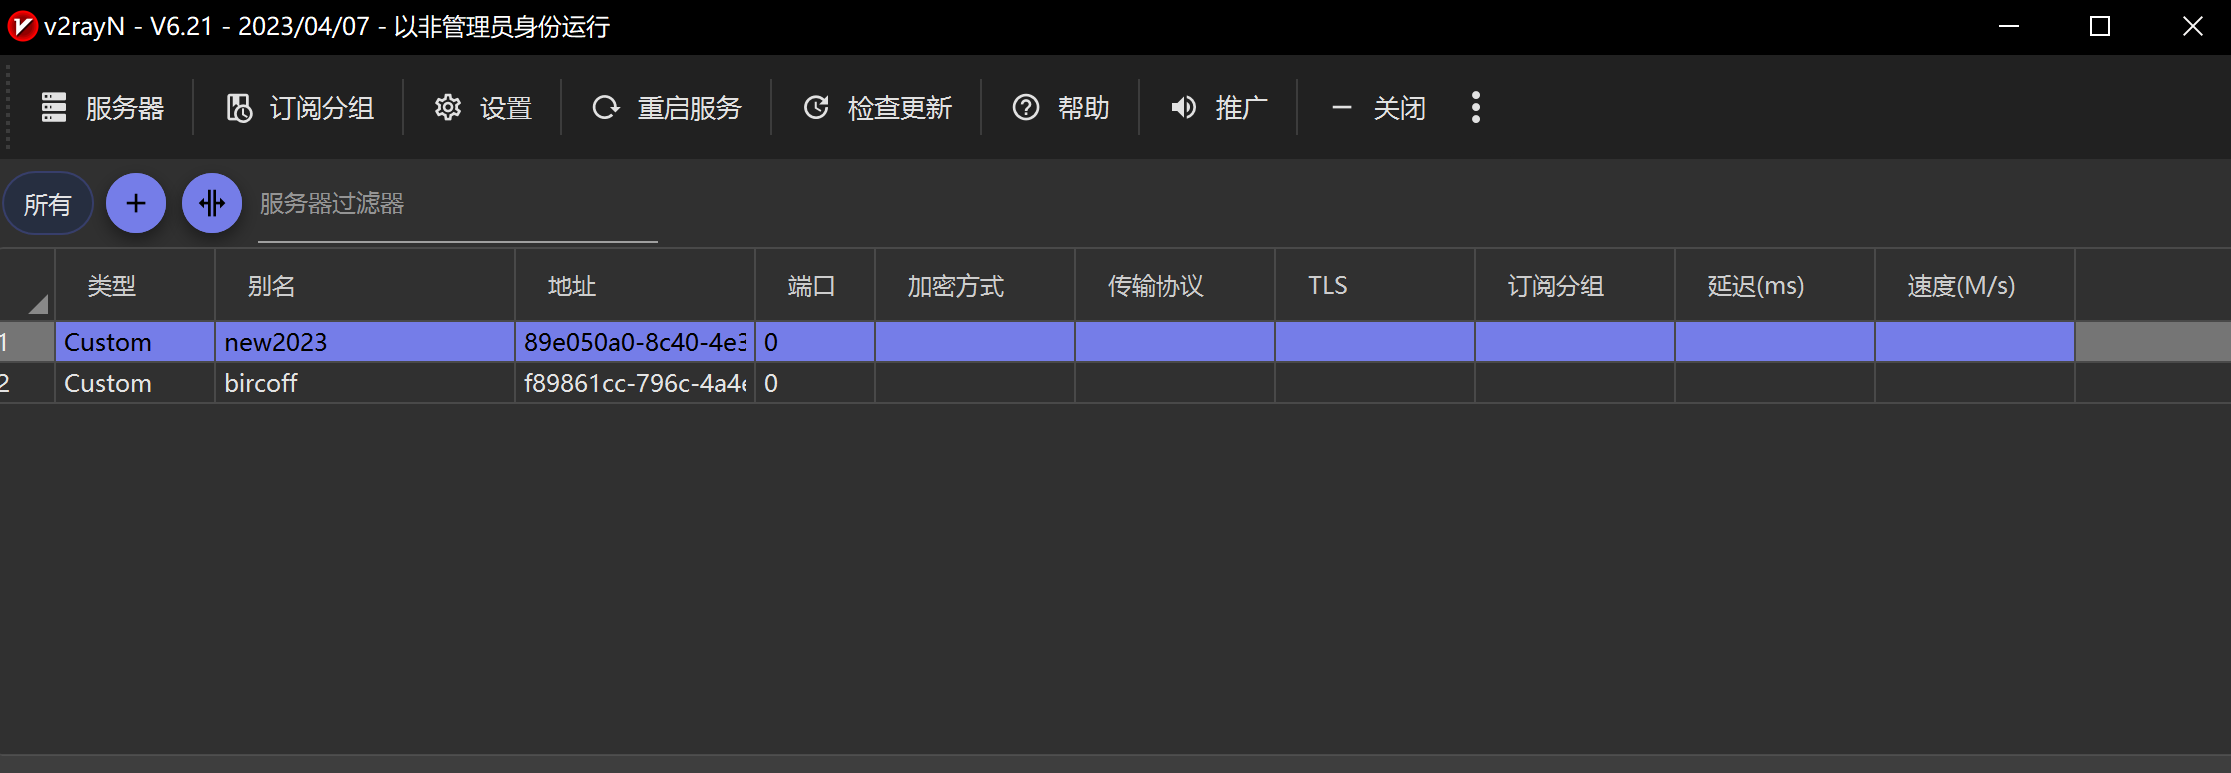 v2rayN - V6.21 - 2023/04/07 - 以非管理员身份运行
服务器 订阅分组 设置 重启服务 检查更新 帮助 推广 关闭
所有 服务器过滤器
类型 别名 地址 端口 加密方式 传输协议 TLS 订阅分组 延迟(ms) 速度(M/s)
1 Custom new2023 89e050a0-8c40-4e3 0
2 Custom bircoff f89861cc-796c-4a4e 0